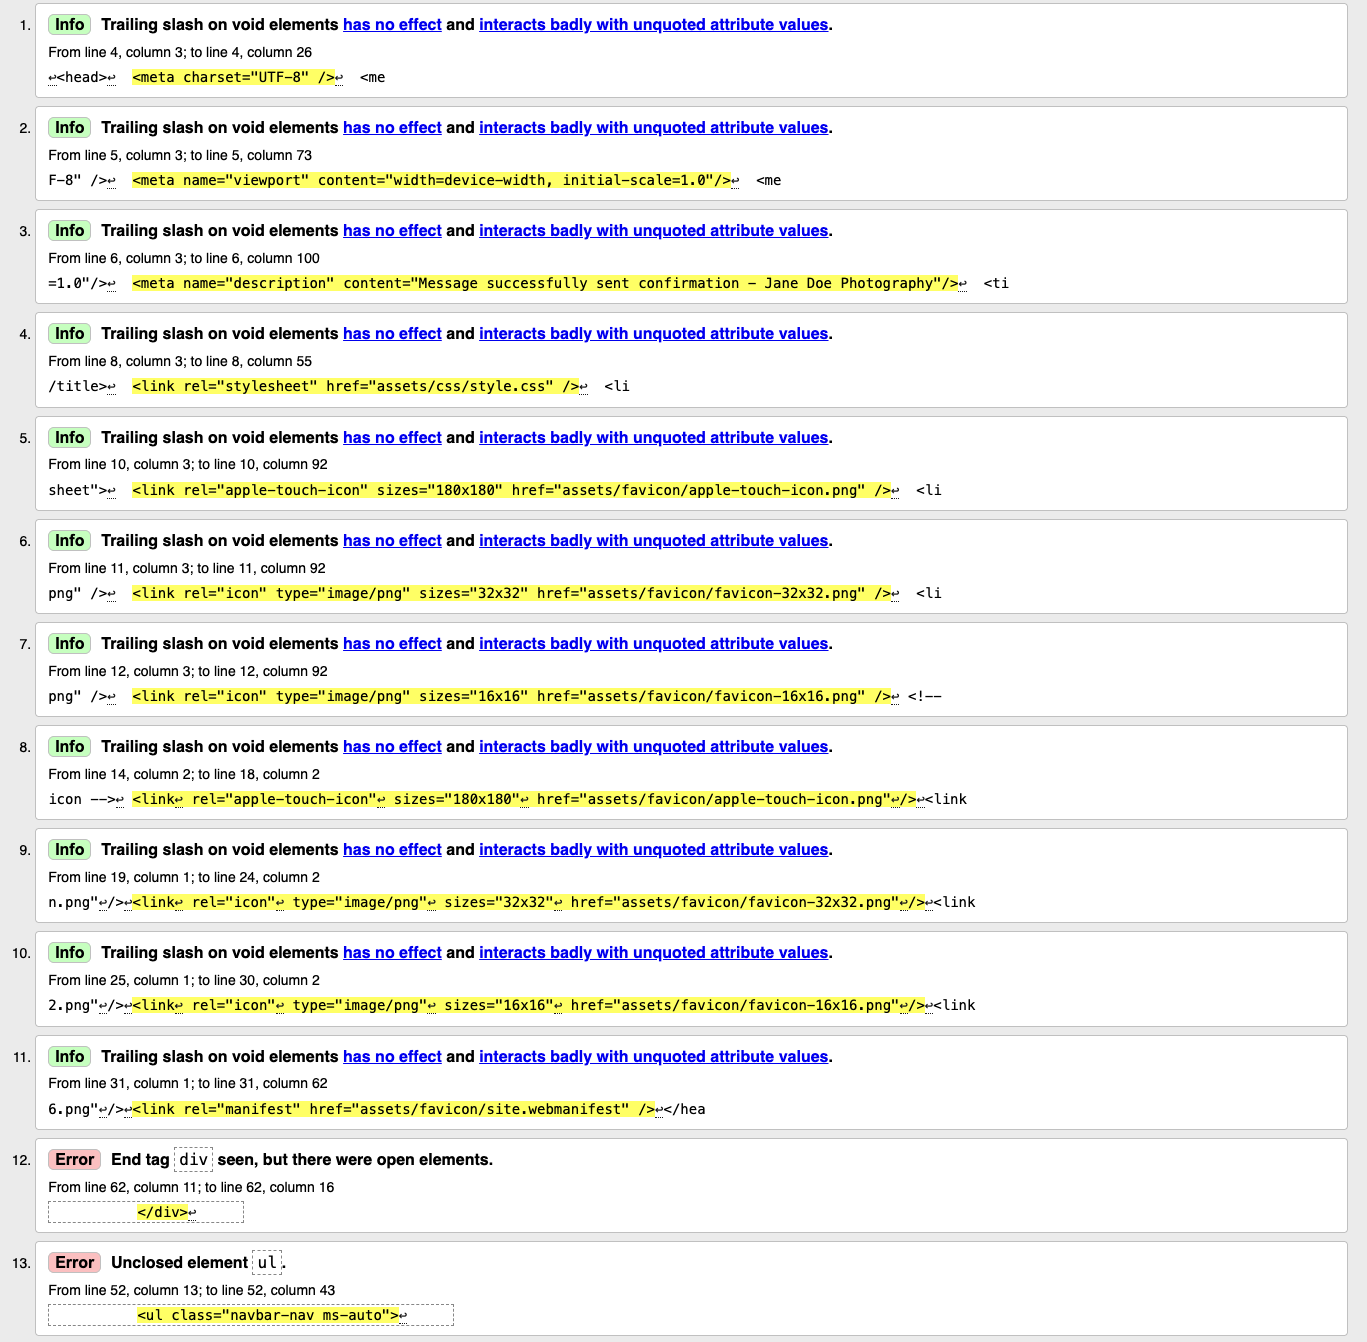 1. Info Trailing slash on void elements has no effect and interacts badly with unquoted attribute values.
From line 4, column 3; to line 4, column 26
↩<head>↩  <meta charset="UTF-8" />↩  <me
2. Info Trailing slash on void elements has no effect and interacts badly with unquoted attribute values.
From line 5, column 3; to line 5, column 73
F-8" />↩  <meta name="viewport" content="width=device-width, initial-scale=1.0"/>↩  <me
3. Info Trailing slash on void elements has no effect and interacts badly with unquoted attribute values.
From line 6, column 3; to line 6, column 100
=1.0"/>↩  <meta name="description" content="Message successfully sent confirmation – Jane Doe Photography"/>↩  <ti
4. Info Trailing slash on void elements has no effect and interacts badly with unquoted attribute values.
From line 8, column 3; to line 8, column 55
/title>↩  <link rel="stylesheet" href="assets/css/style.css" />↩  <li
5. Info Trailing slash on void elements has no effect and interacts badly with unquoted attribute values.
From line 10, column 3; to line 10, column 92
sheet">↩  <link rel="apple-touch-icon" sizes="180x180" href="assets/favicon/apple-touch-icon.png" />↩  <li
6. Info Trailing slash on void elements has no effect and interacts badly with unquoted attribute values.
From line 11, column 3; to line 11, column 92
png" />↩  <link rel="icon" type="image/png" sizes="32x32" href="assets/favicon/favicon-32x32.png" />↩  <li
7. Info Trailing slash on void elements has no effect and interacts badly with unquoted attribute values.
From line 12, column 3; to line 12, column 92
png" />↩  <link rel="icon" type="image/png" sizes="16x16" href="assets/favicon/favicon-16x16.png" />↩ <!--
8. Info Trailing slash on void elements has no effect and interacts badly with unquoted attribute values.
From line 14, column 2; to line 18, column 2
icon -->↩ <link↩ rel="apple-touch-icon"↩ sizes="180x180"↩ href="assets/favicon/apple-touch-icon.png"↩/>↩<link
9. Info Trailing slash on void elements has no effect and interacts badly with unquoted attribute values.
From line 19, column 1; to line 24, column 2
n.png"↩/>↩<link↩ rel="icon"↩ type="image/png"↩ sizes="32x32"↩ href="assets/favicon/favicon-32x32.png"↩/>↩<link
10. Info Trailing slash on void elements has no effect and interacts badly with unquoted attribute values.
From line 25, column 1; to line 30, column 2
2.png"↩/>↩<link↩ rel="icon"↩ type="image/png"↩ sizes="16x16"↩ href="assets/favicon/favicon-16x16.png"↩/>↩<link
11. Info Trailing slash on void elements has no effect and interacts badly with unquoted attribute values.
From line 31, column 1; to line 31, column 62
6.png"↩/>↩<link rel="manifest" href="assets/favicon/site.webmanifest" />↩</hea
12. Error End tag div seen, but there were open elements.
From line 62, column 11; to line 62, column 16
</div>↩
13. Error Unclosed element ul.
From line 52, column 13; to line 52, column 43
<ul class="navbar-nav ms-auto">↩